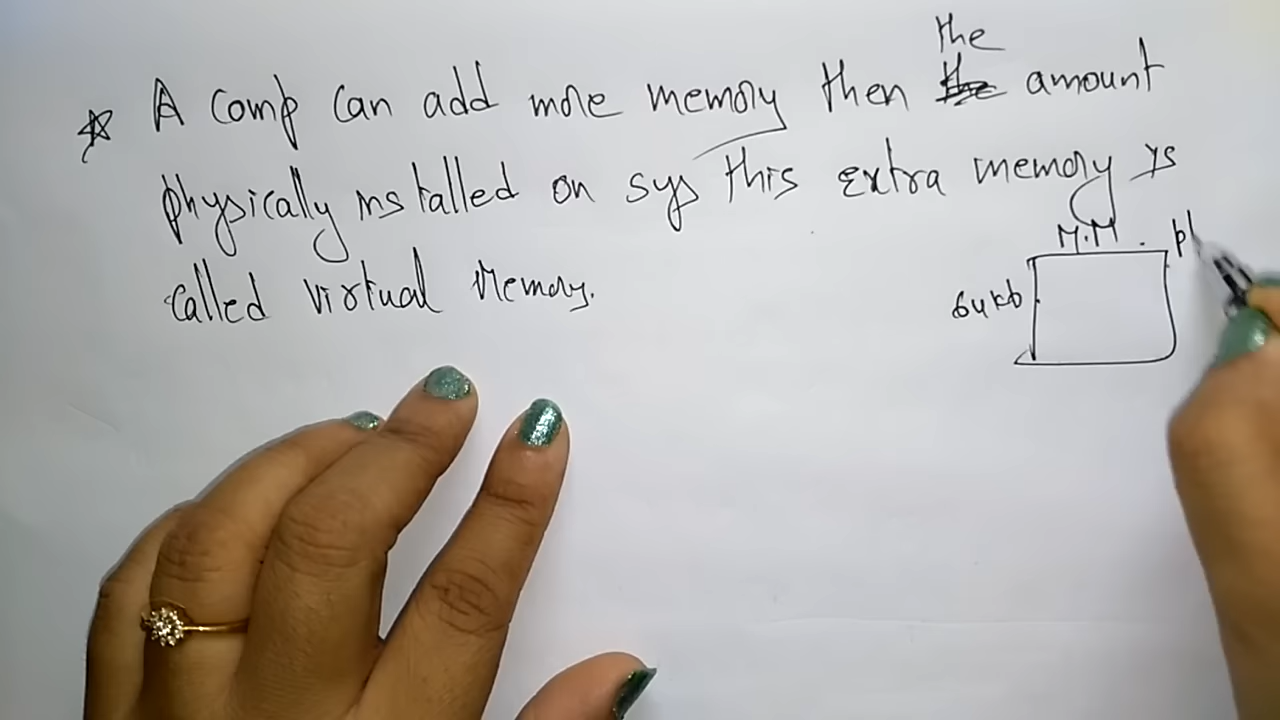 the
A comp can add more memory then the amount
physically installed on sys this extra memory is
called virtual Memory.
M.M
64kb